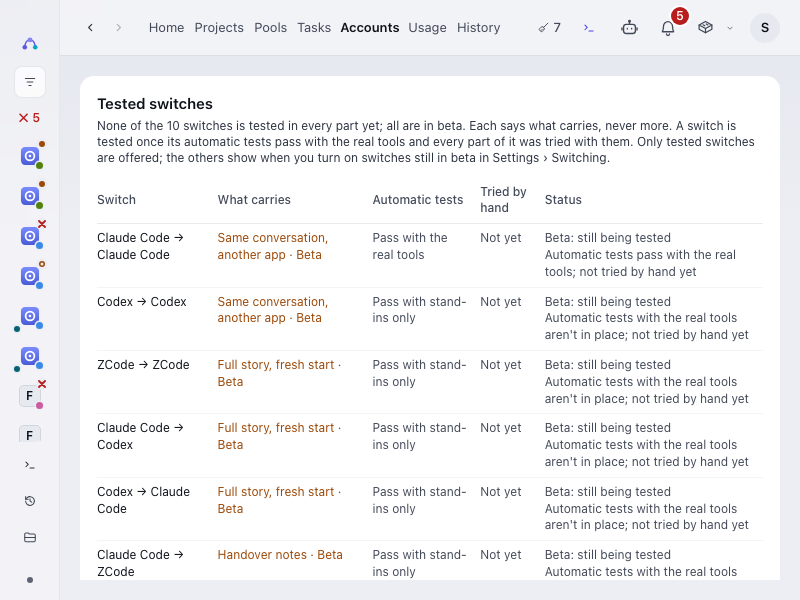 Home Projects Pools Tasks Accounts Usage History 7 5 S
5
F
F
Tested switches
None of the 10 switches is tested in every part yet; all are in beta. Each says what carries, never more. A switch is
tested once its automatic tests pass with the real tools and every part of it was tried with them. Only tested switches
are offered; the others show when you turn on switches still in beta in Settings › Switching.
Switch What carries Automatic tests Tried by hand Status
Claude Code → Claude Code
Same conversation, another app · Beta
Pass with the real tools
Not yet
Beta: still being tested
Automatic tests pass with the real
tools; not tried by hand yet
Codex → Codex
Same conversation, another app · Beta
Pass with stand-ins only
Not yet
Beta: still being tested
Automatic tests with the real tools
aren't in place; not tried by hand yet
ZCode → ZCode
Full story, fresh start · Beta
Pass with stand-ins only
Not yet
Beta: still being tested
Automatic tests with the real tools
aren't in place; not tried by hand yet
Claude Code → Codex
Full story, fresh start · Beta
Pass with stand-ins only
Not yet
Beta: still being tested
Automatic tests with the real tools
aren't in place; not tried by hand yet
Codex → Claude Code
Full story, fresh start · Beta
Pass with stand-ins only
Not yet
Beta: still being tested
Automatic tests with the real tools
aren't in place; not tried by hand yet
Claude Code → ZCode
Handover notes · Beta
Pass with stand-ins only
Not yet
Beta: still being tested
Automatic tests with the real tools